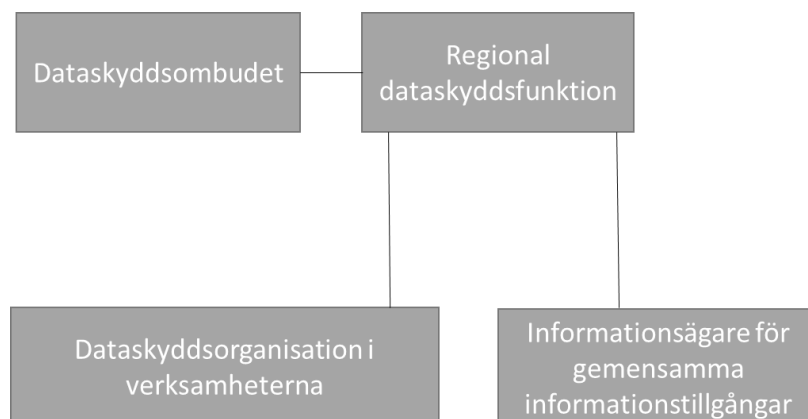 Dataskyddsombudet
Regional
dataskyddsfunktion
Dataskyddsorganisation i
verksamheterna
Informationsägare för
gemensamma
informationstillgångar